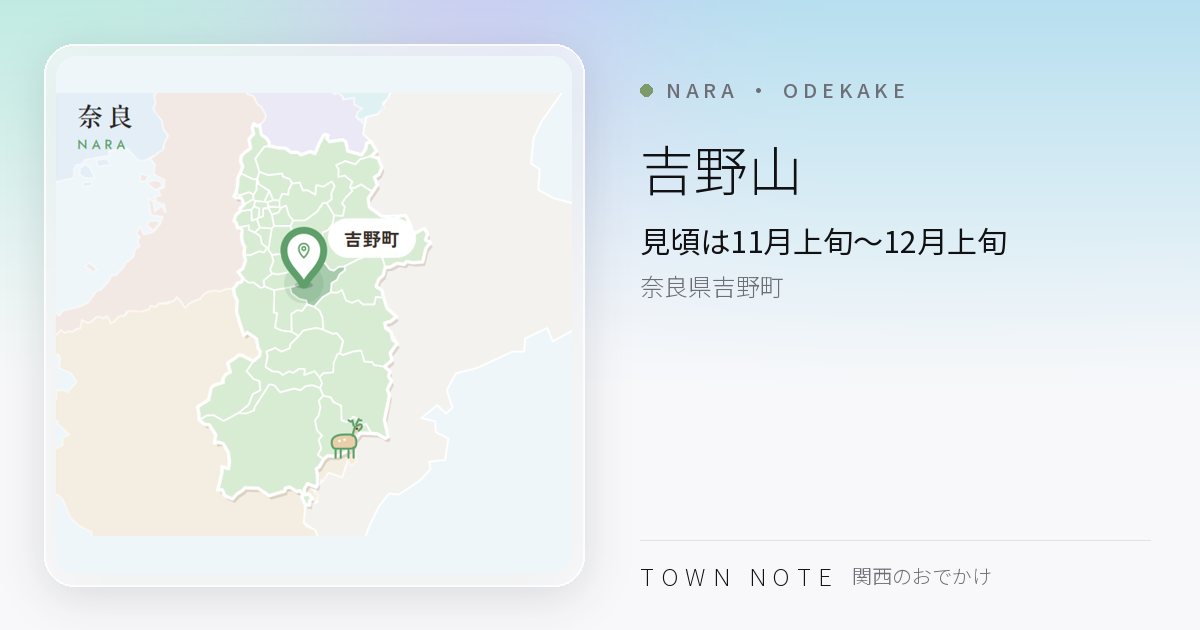 奈良
NARA
吉野町
NARA • ODEKAKE
吉野山
見頃は11月上旬〜12月上旬
奈良県吉野町
TOWN NOTE 関西のおでかけ